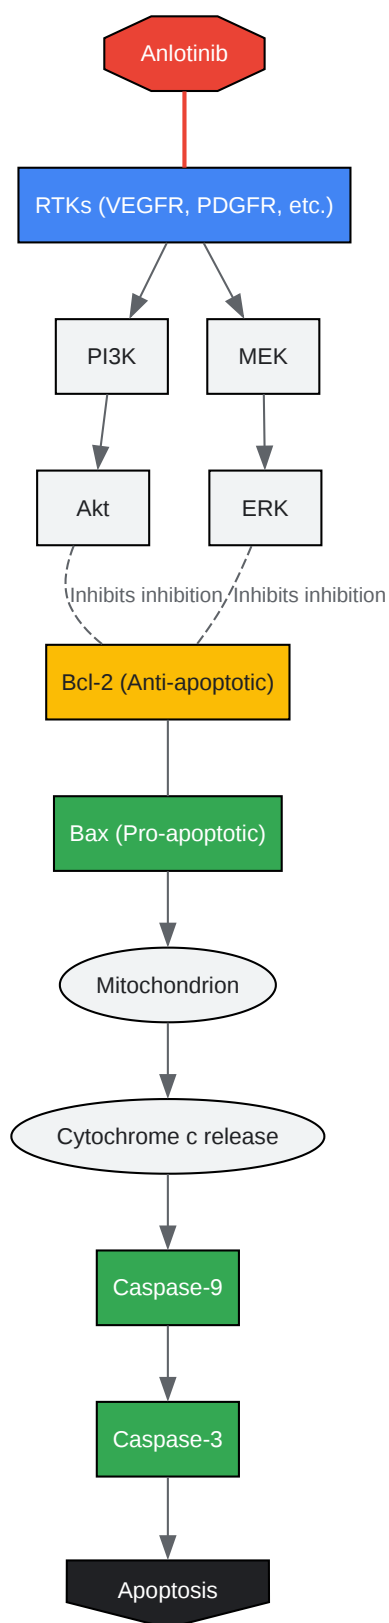 Anlotinib
RTKs (VEGFR, PDGFR, etc.)
PI3K
MEK
Akt
ERK
Inhibits inhibition
Inhibits inhibition
Bcl-2 (Anti-apoptotic)
Bax (Pro-apoptotic)
Mitochondrion
Cytochrome c release
Caspase-9
Caspase-3
Apoptosis